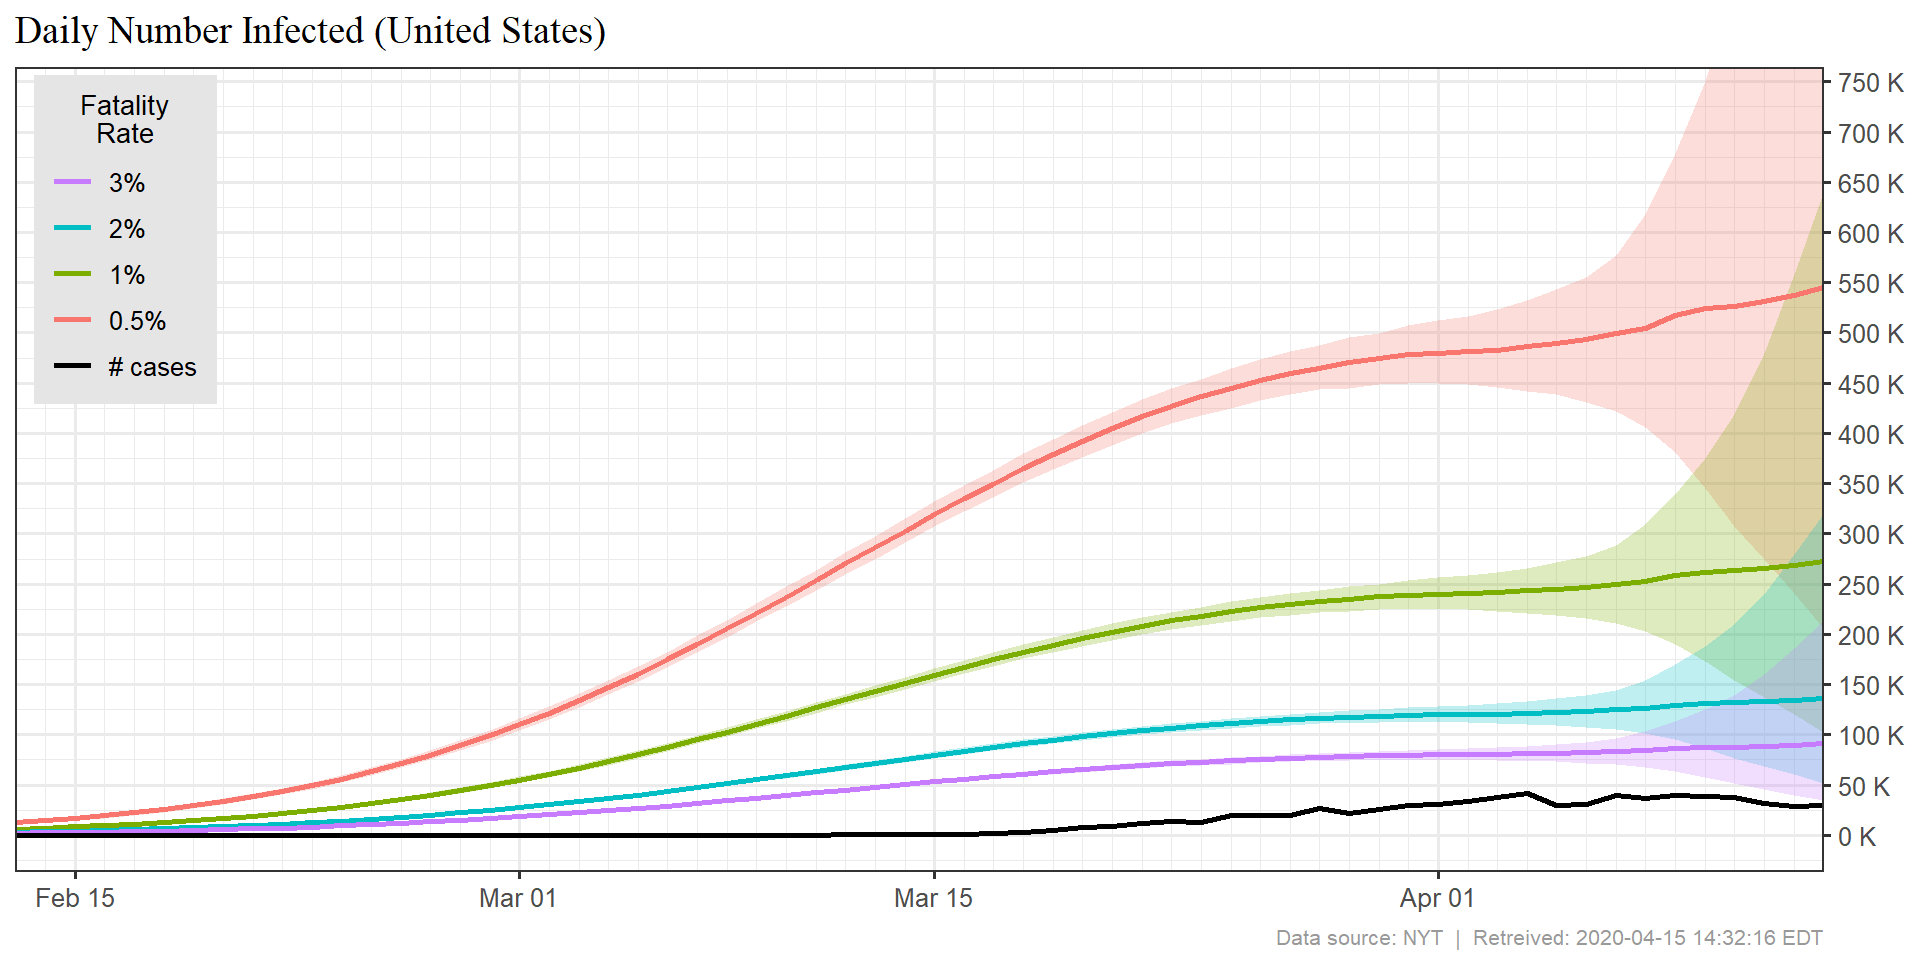 Daily Number Infected (United States)
Fatality
Rate
3%
2%
1%
0.5%
# cases
750 K
700 K
650 K
600 K
550 K
500 K
450 K
400 K
350 K
300 K
250 K
200 K
150 K
100 K
50 K
0 K
Feb 15
Mar 01
Mar 15
Apr 01
Data source: NYT | Retreived: 2020-04-15 14:32:16 EDT